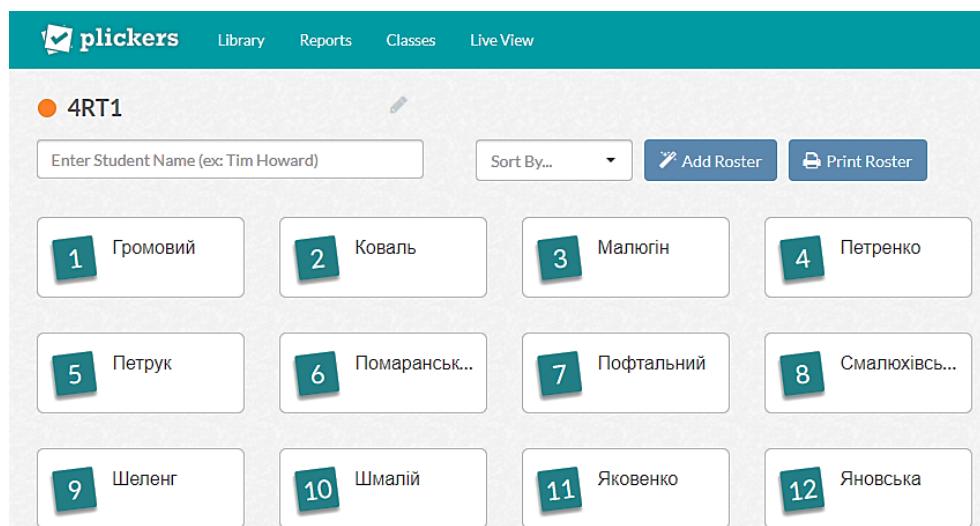 plickers Library Reports Classes Live View
4RT1
Enter Student Name (ex: Tim Howard) Sort By... Add Roster Print Roster
1 Громовий 2 Коваль 3 Малюгін 4 Петренко
5 Петрук 6 Помаранськ... 7 Пофтальний 8 Смалюхівсь...
9 Шеленг 10 Шмалій 11 Яковенко 12 Яновська